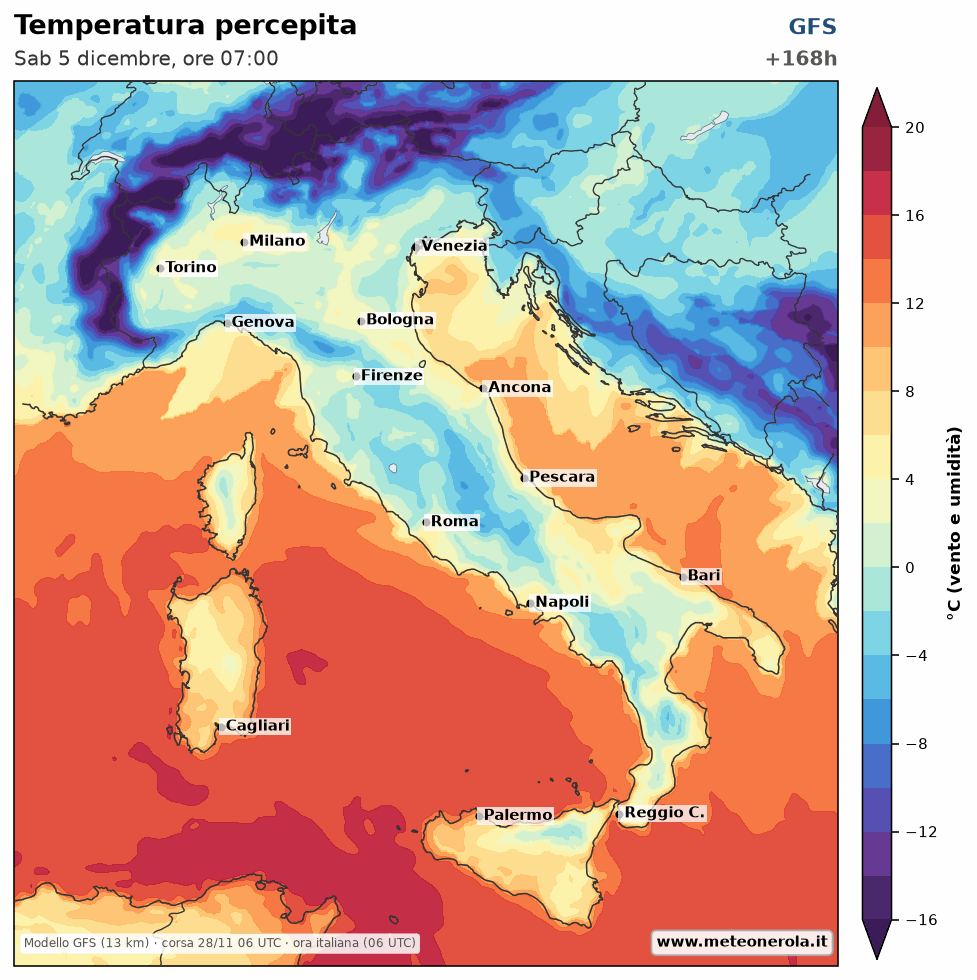 Temperatura percepita
GFS
Sab 5 dicembre, ore 07:00
+168h
20
16
12
8
4
0
−4
−8
−12
−16
°C (vento e umidità)
Milano
Venezia
Torino
Genova
Bologna
Firenze
Ancona
Pescara
Roma
Bari
Napoli
Cagliari
Palermo
Reggio C.
Modello GFS (13 km) · corsa 28/11 06 UTC · ora italiana (06 UTC)
www.meteonerola.it